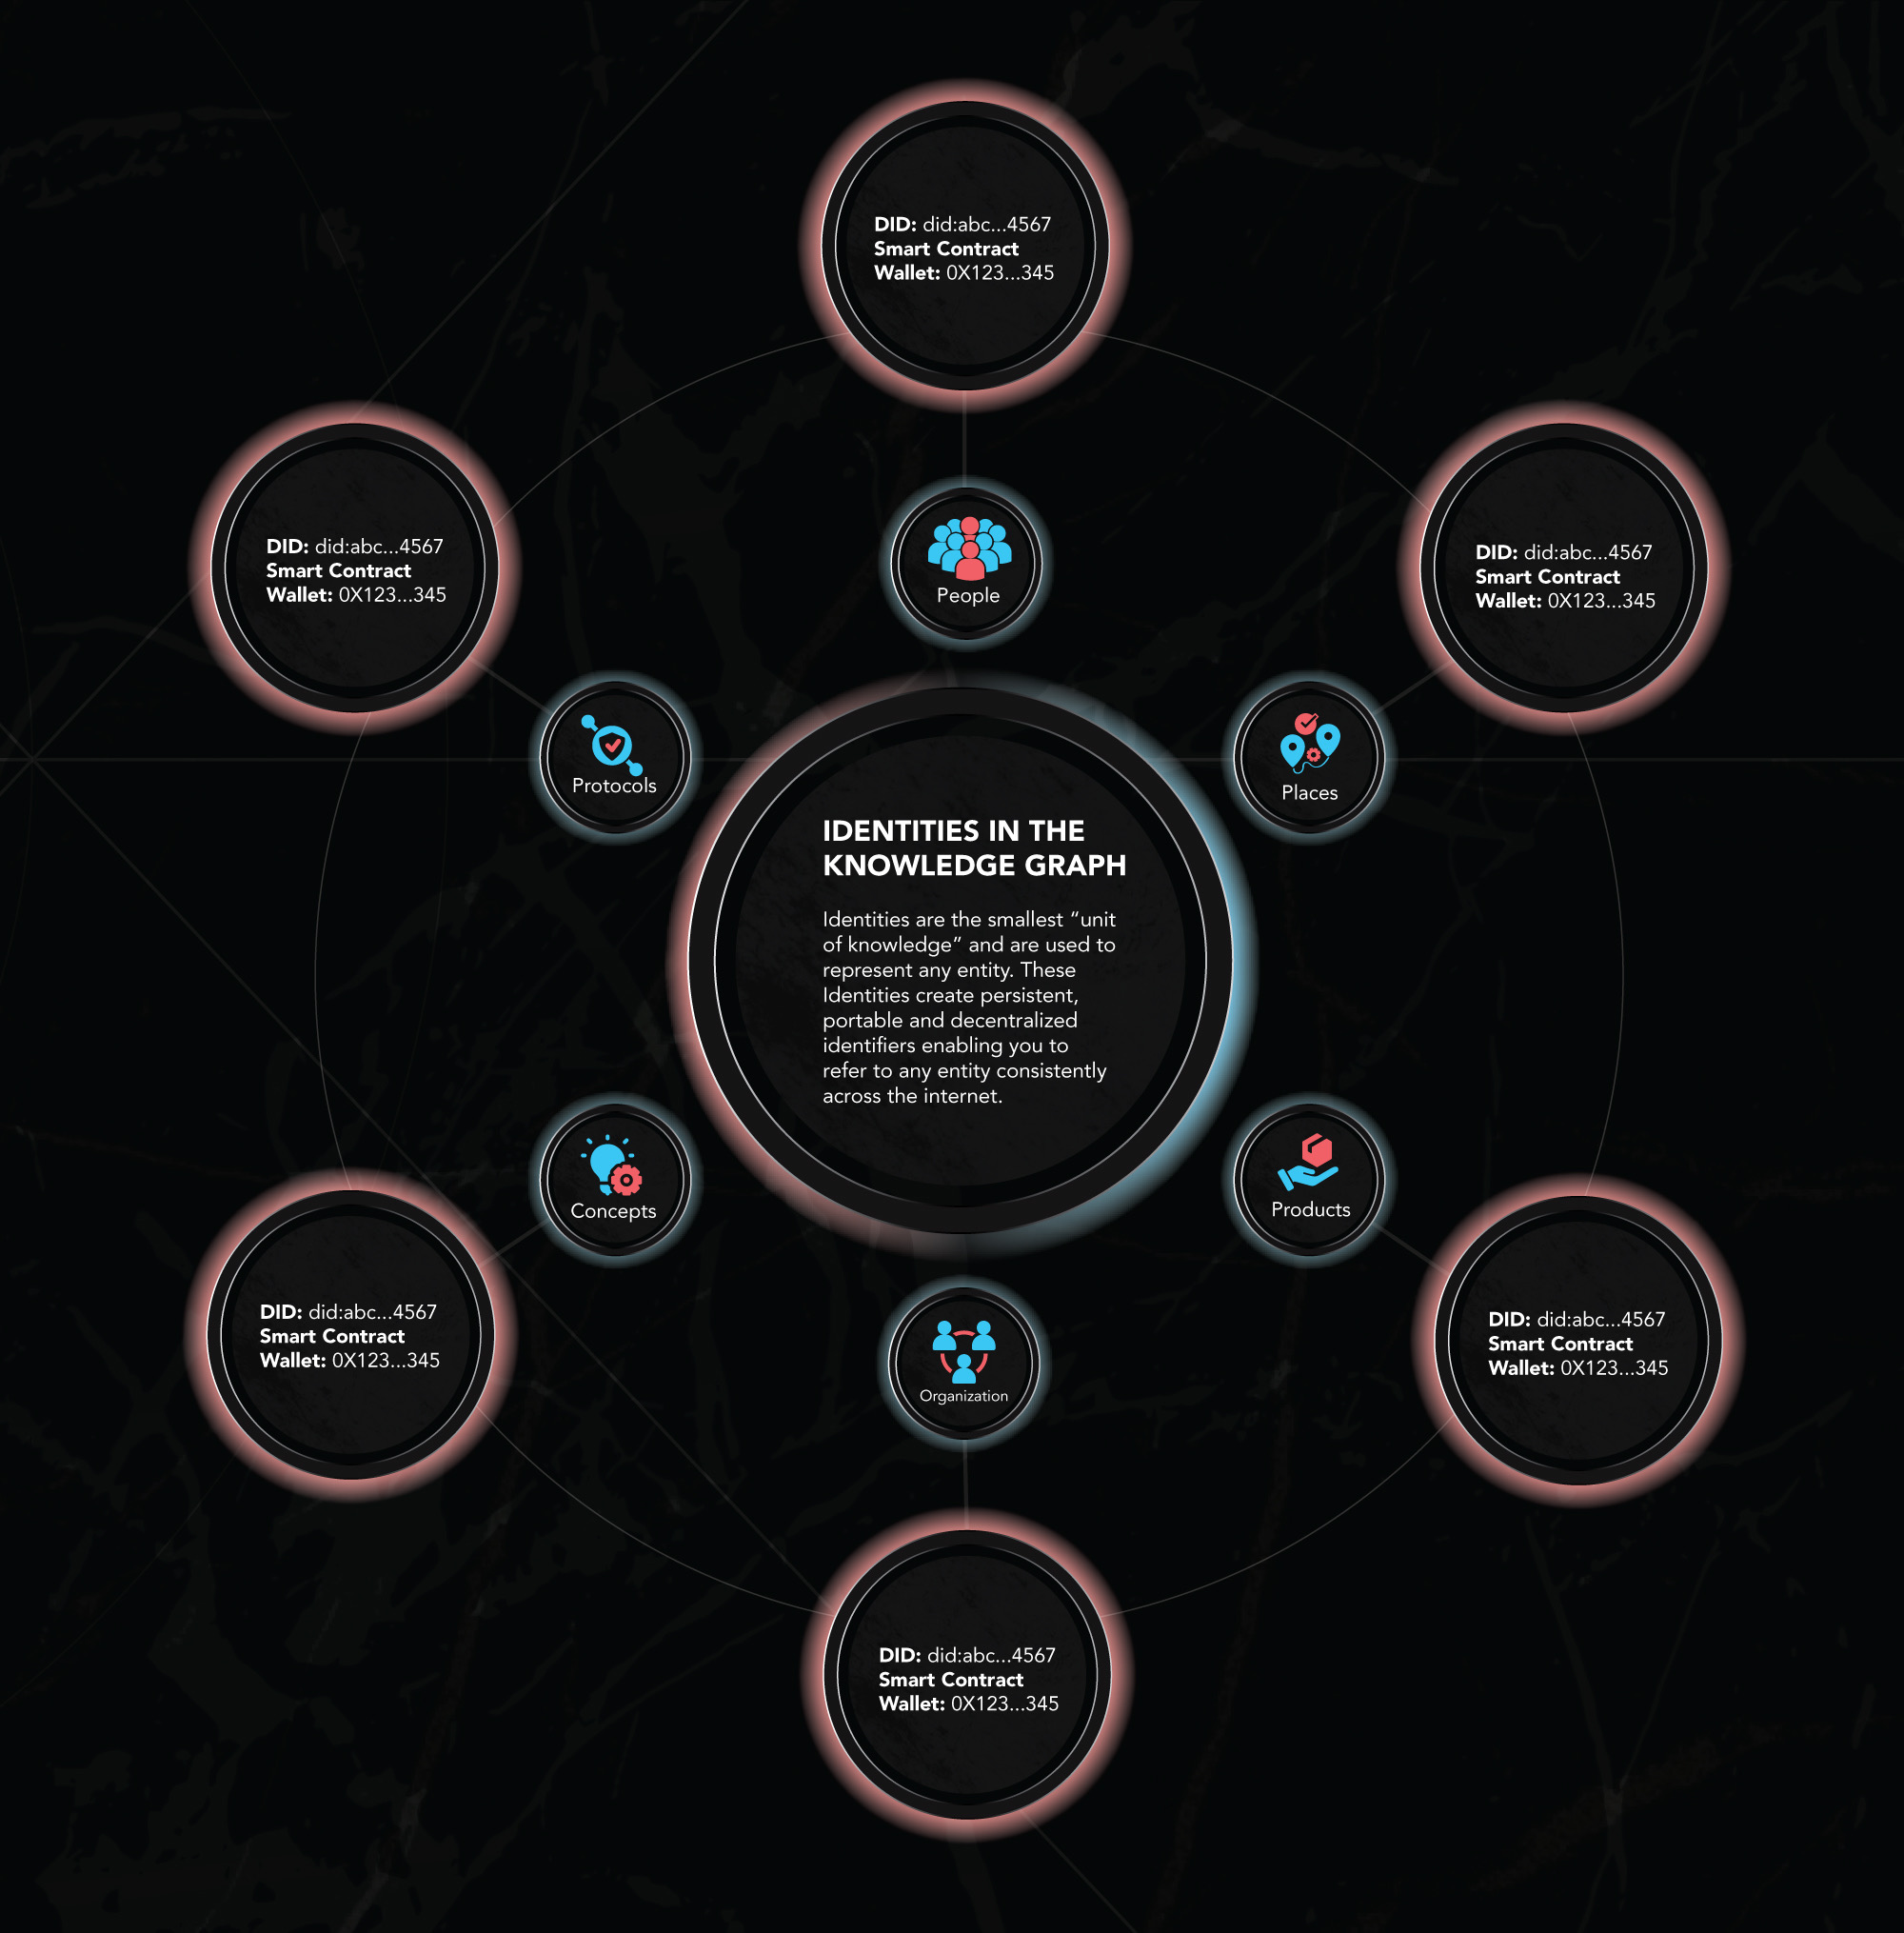 DID: did:abc...4567
Smart Contract
Wallet: 0X123...345
DID: did:abc...4567
Smart Contract
Wallet: 0X123...345
DID: did:abc...4567
Smart Contract
Wallet: 0X123...345
People
Protocols
Places
IDENTITIES IN THE
KNOWLEDGE GRAPH
Identities are the smallest “unit
of knowledge” and are used to
represent any entity. These
Identities create persistent,
portable and decentralized
identifiers enabling you to
refer to any entity consistently
across the internet.
Concepts
Products
DID: did:abc...4567
Smart Contract
Wallet: 0X123...345
Organization
DID: did:abc...4567
Smart Contract
Wallet: 0X123...345
DID: did:abc...4567
Smart Contract
Wallet: 0X123...345